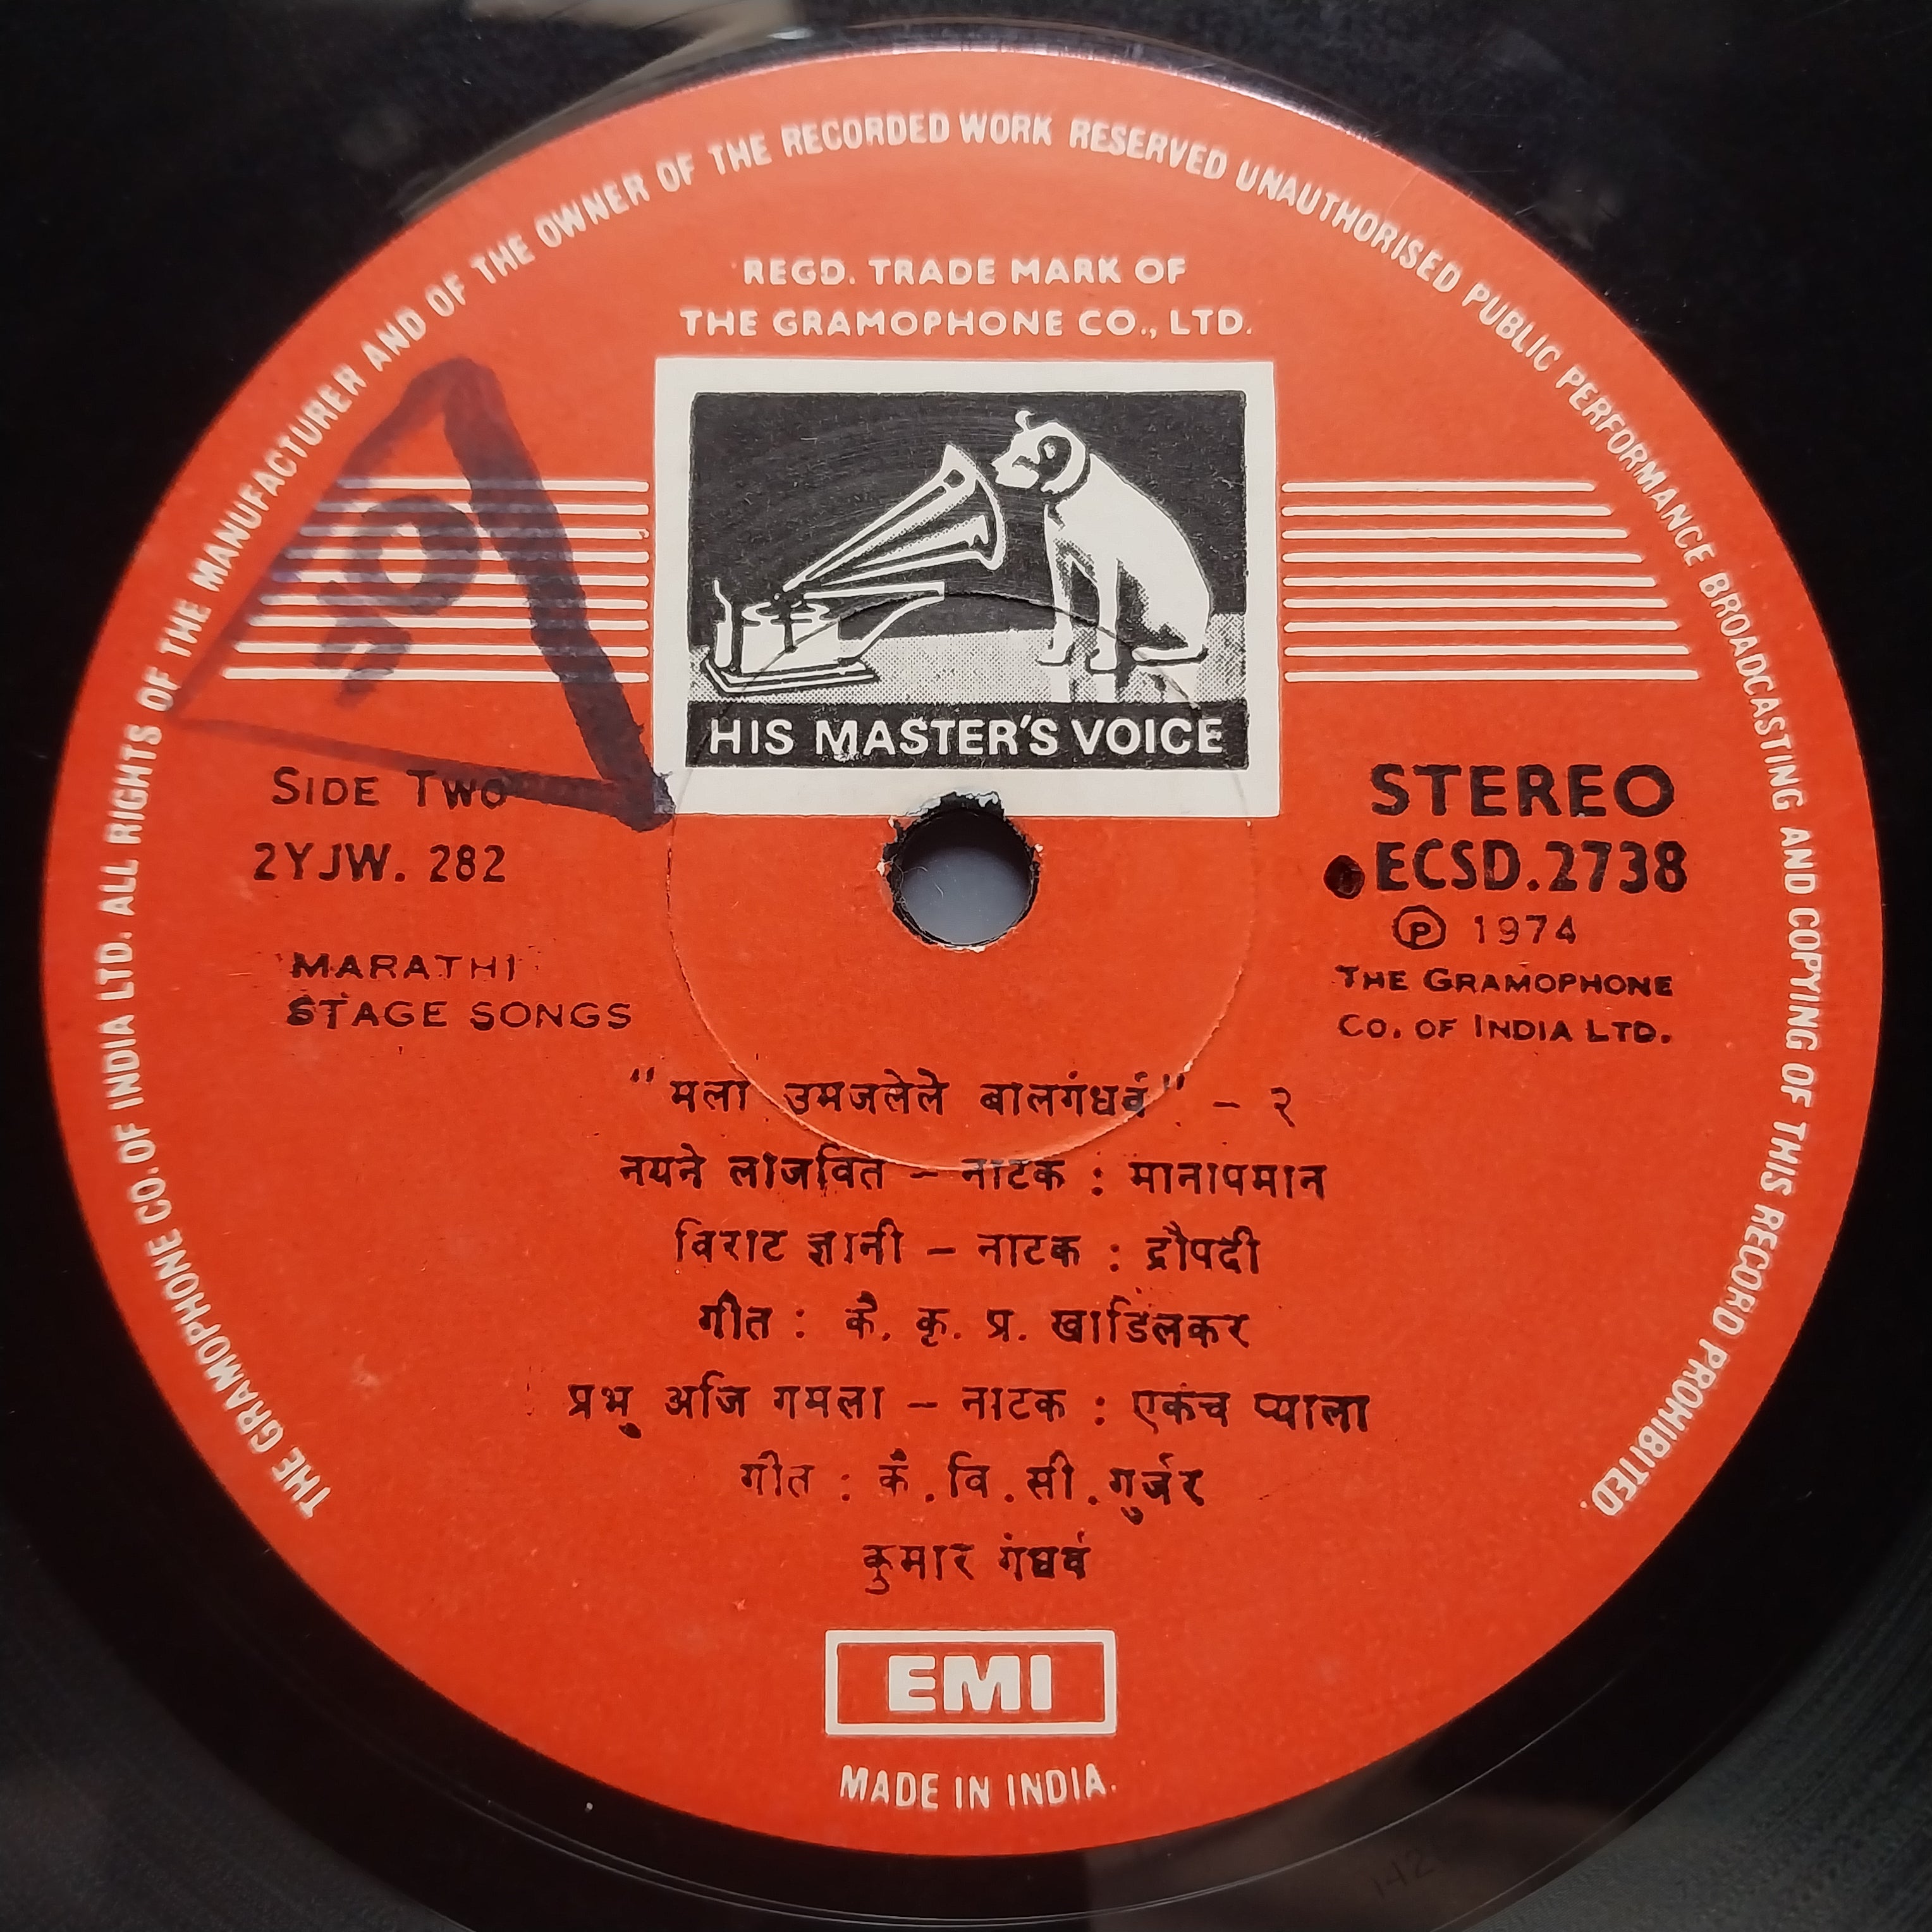 THE GRAMOPHONE CO. OF INDIA LTD. ALL RIGHTS OF THE MANUFACTURER AND OF THE OWNER OF THE RECORDED WORK RESERVED UNAUTHORISED PUBLIC PERFORMANCE BROADCASTING AND COPYING OF THIS RECORD PROHIBITED.
REGD. TRADE MARK OF
THE GRAMOPHONE CO., LTD.
HIS MASTER'S VOICE
SIDE TWO
2YJW. 282
STEREO
ECSD.2738
Ⓟ 1974
THE GRAMOPHONE
CO. OF INDIA LTD.
MARATHI
STAGE SONGS
"मला उमजलेले बालगंधर्व" - २
नयने लाजवित - नाटक : मानापमान
विराट ज्ञानी - नाटक : द्रौपदी
गीत : कै. कृ. प्र. खाडिलकर
प्रभु अजि गमला - नाटक : एकच प्याला
गीत : कै. वि. सी. गुर्जर
कुमार गंधर्व
EMI
MADE IN INDIA.